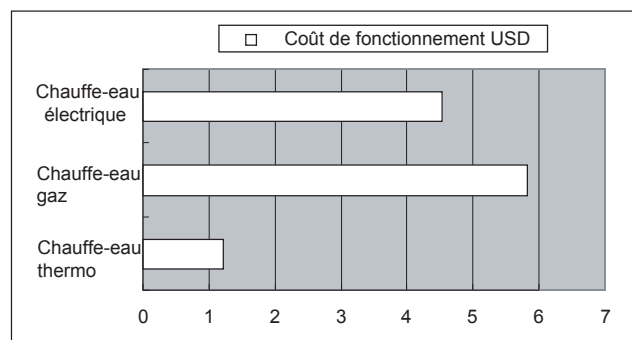 Coût de fonctionnement USD
Chauffe-eau
électrique
Chauffe-eau
gaz
Chauffe-eau
thermo
0 1 2 3 4 5 6 7